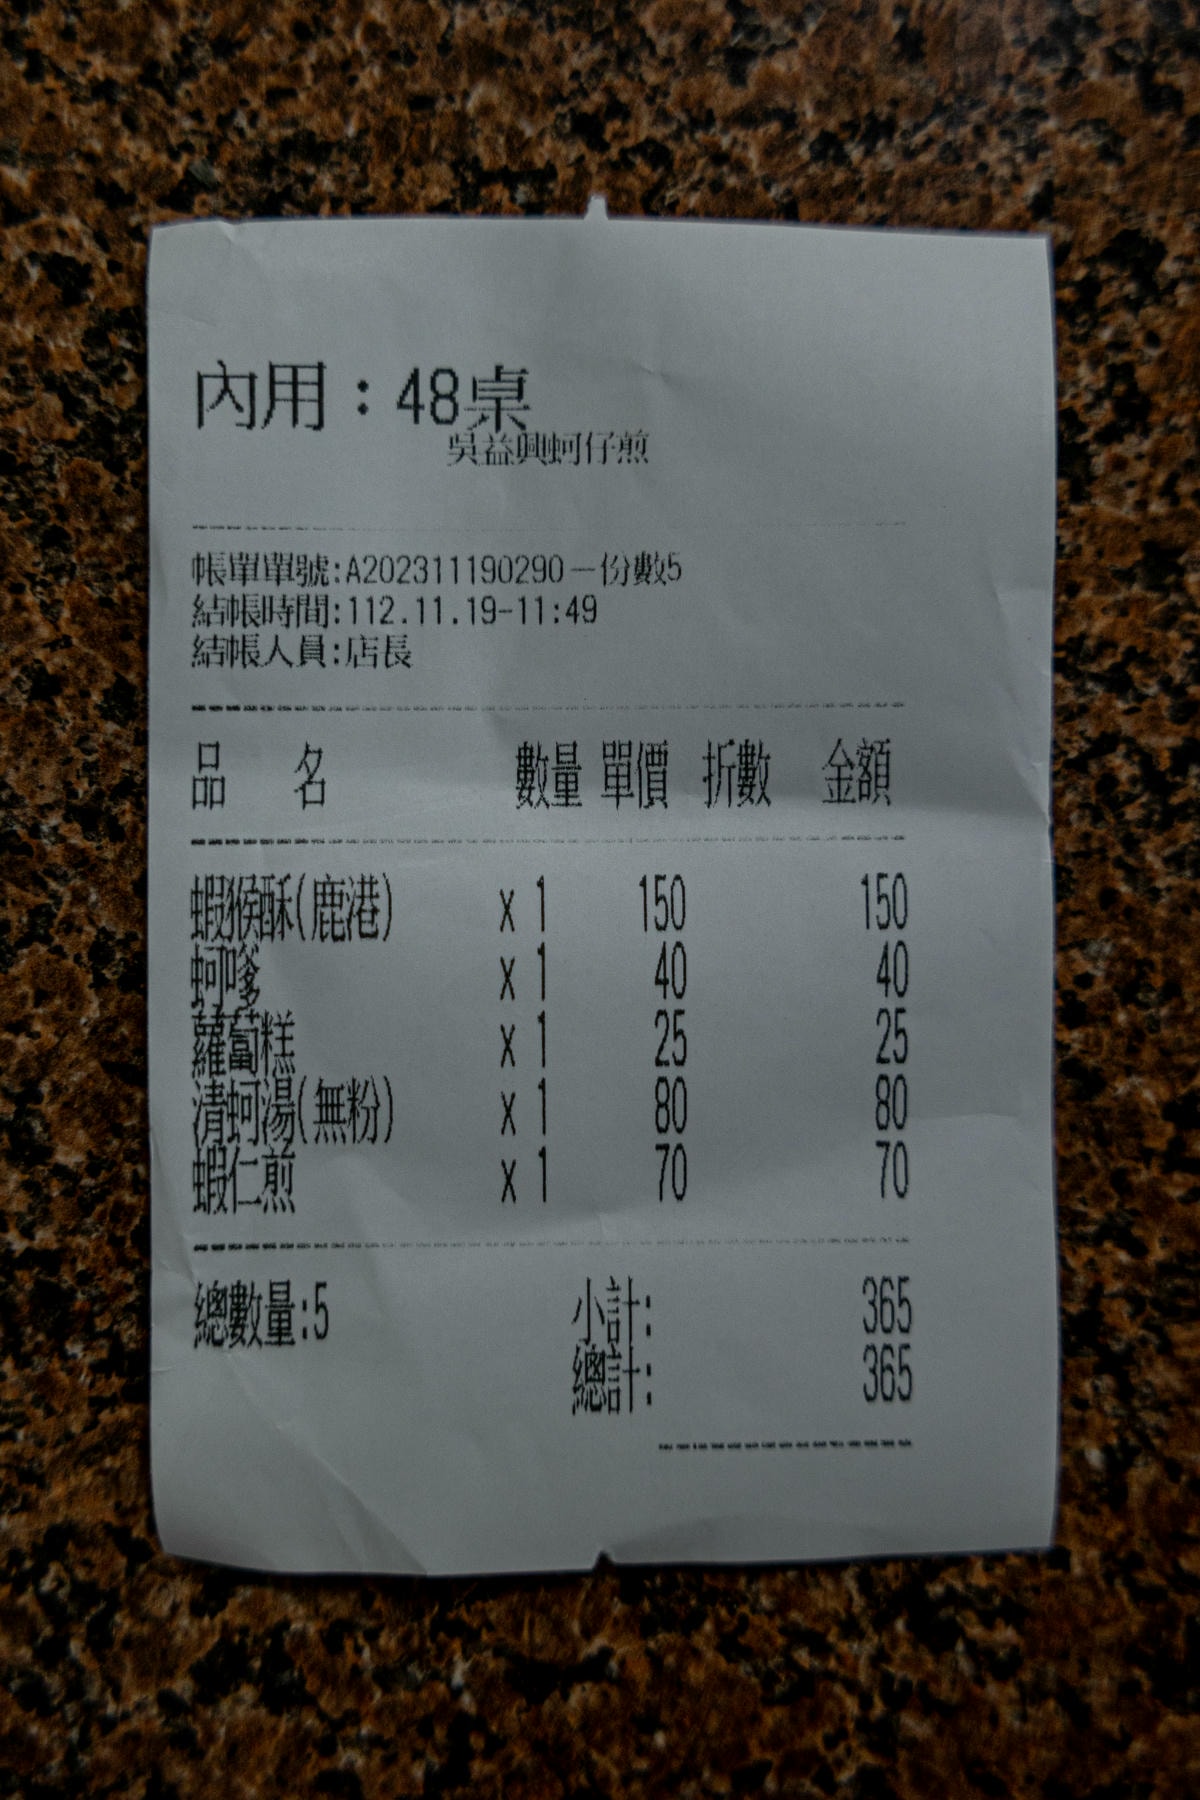 內用：48桌
吳益興蚵仔煎
帳單單號:A202311190290－份數5
結帳時間:112.11.19-11:49
結帳人員:店長
品　名　數量 單價 折數 金額
蝦猴酥(鹿港) x 1 150 150
蚵嗲 x 1 40 40
蘿蔔糕 x 1 25 25
清蚵湯(無粉) x 1 80 80
蝦仁煎 x 1 70 70
總數量:5 小計: 365
總計: 365